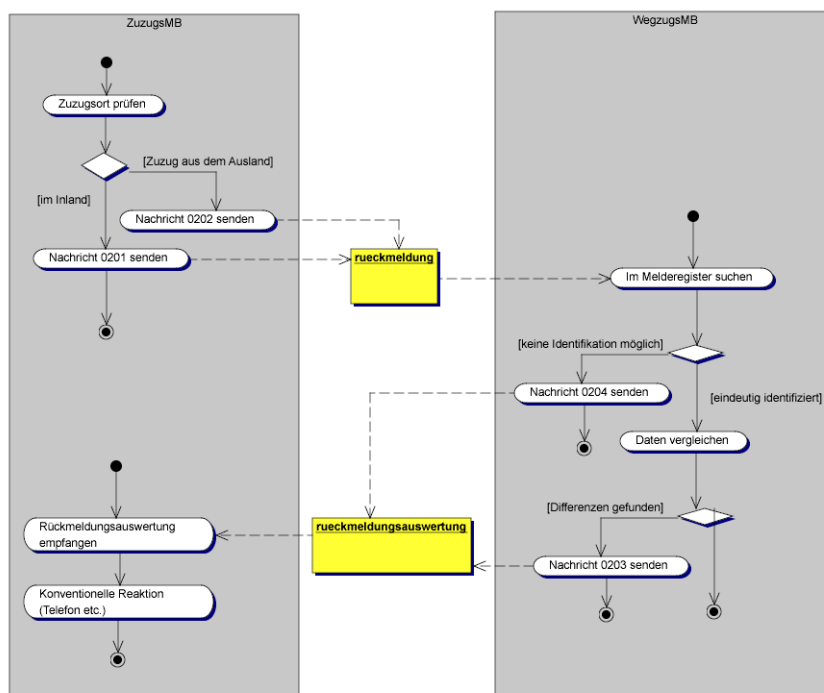 ZuzugsMB
WegzugsMB
Zuzugsort prüfen
[Zuzug aus dem Ausland]
[im Inland]
Nachricht 0202 senden
Nachricht 0201 senden
rueckmeldung
Im Melderegister suchen
[keine Identifikation möglich]
Nachricht 0204 senden
[eindeutig identifiziert]
Daten vergleichen
[Differenzen gefunden]
Nachricht 0203 senden
rueckmeldungsauswertung
Rückmeldungsauswertung
empfangen
Konventionelle Reaktion
(Telefon etc.)